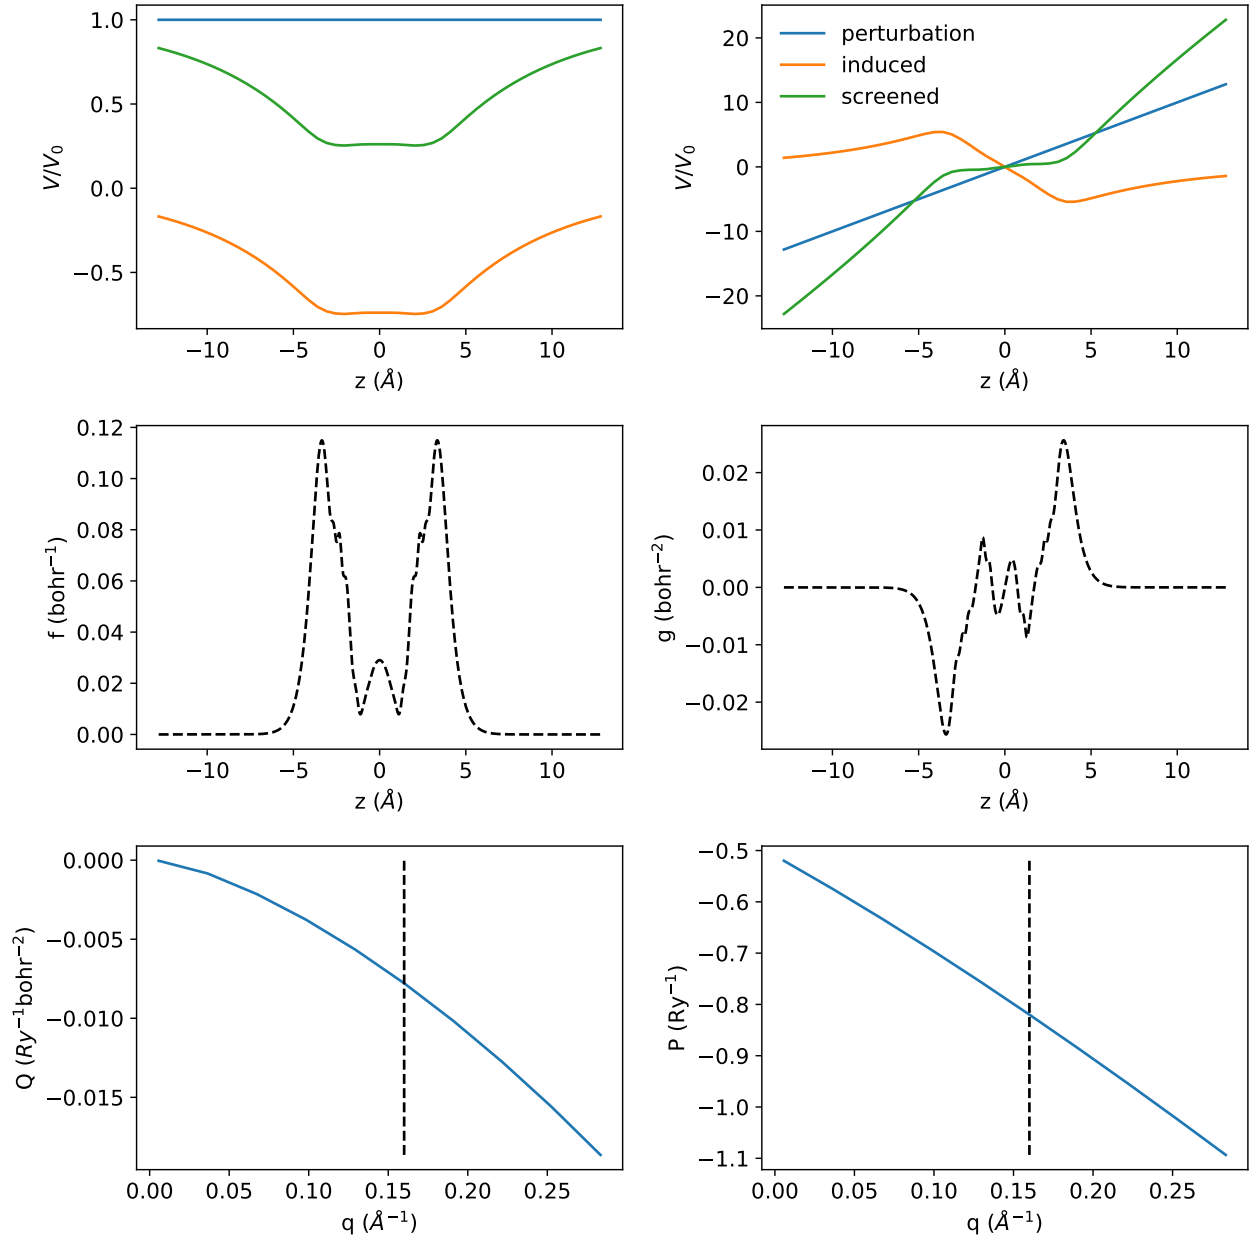 1.0
0.5
0.0
−0.5
V/V₀
−10 −5 0 5 10
z (Å)
20
10
0
−10
−20
V/V₀
perturbation
induced
screened
−10 −5 0 5 10
z (Å)
0.12
0.10
0.08
0.06
0.04
0.02
0.00
f (bohr⁻¹)
−10 −5 0 5 10
z (Å)
0.02
0.01
0.00
−0.01
−0.02
g (bohr⁻²)
−10 −5 0 5 10
z (Å)
0.000
−0.005
−0.010
−0.015
Q (Ry⁻¹bohr⁻²)
0.00 0.05 0.10 0.15 0.20 0.25
q (Å⁻¹)
−0.5
−0.6
−0.7
−0.8
−0.9
−1.0
−1.1
P (Ry⁻¹)
0.00 0.05 0.10 0.15 0.20 0.25
q (Å⁻¹)